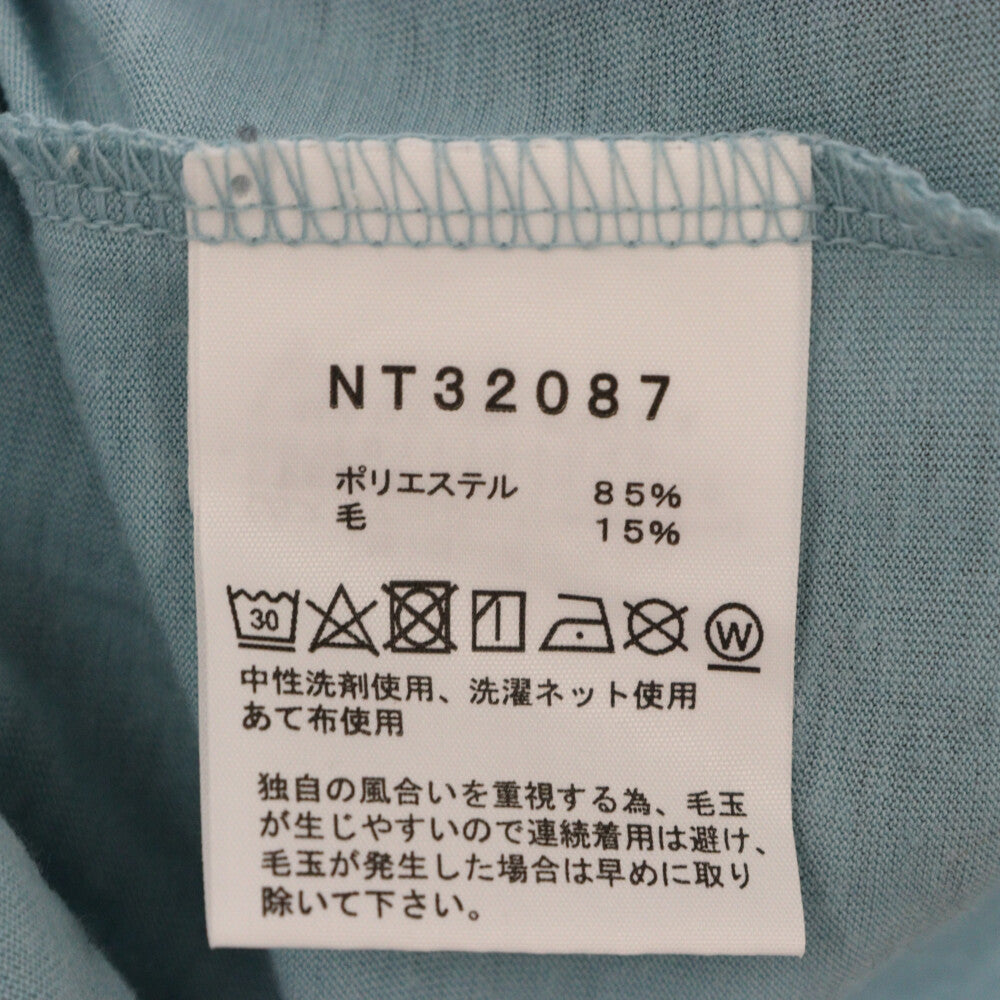 NT32087
ポリエステル 85%
毛 15%
30 W
中性洗剤使用、洗濯ネット使用
あて布使用
独自の風合いを重視する為、毛玉
が生じやすいので連続着用は避け、
毛玉が発生した場合は早めに取り
除いて下さい。